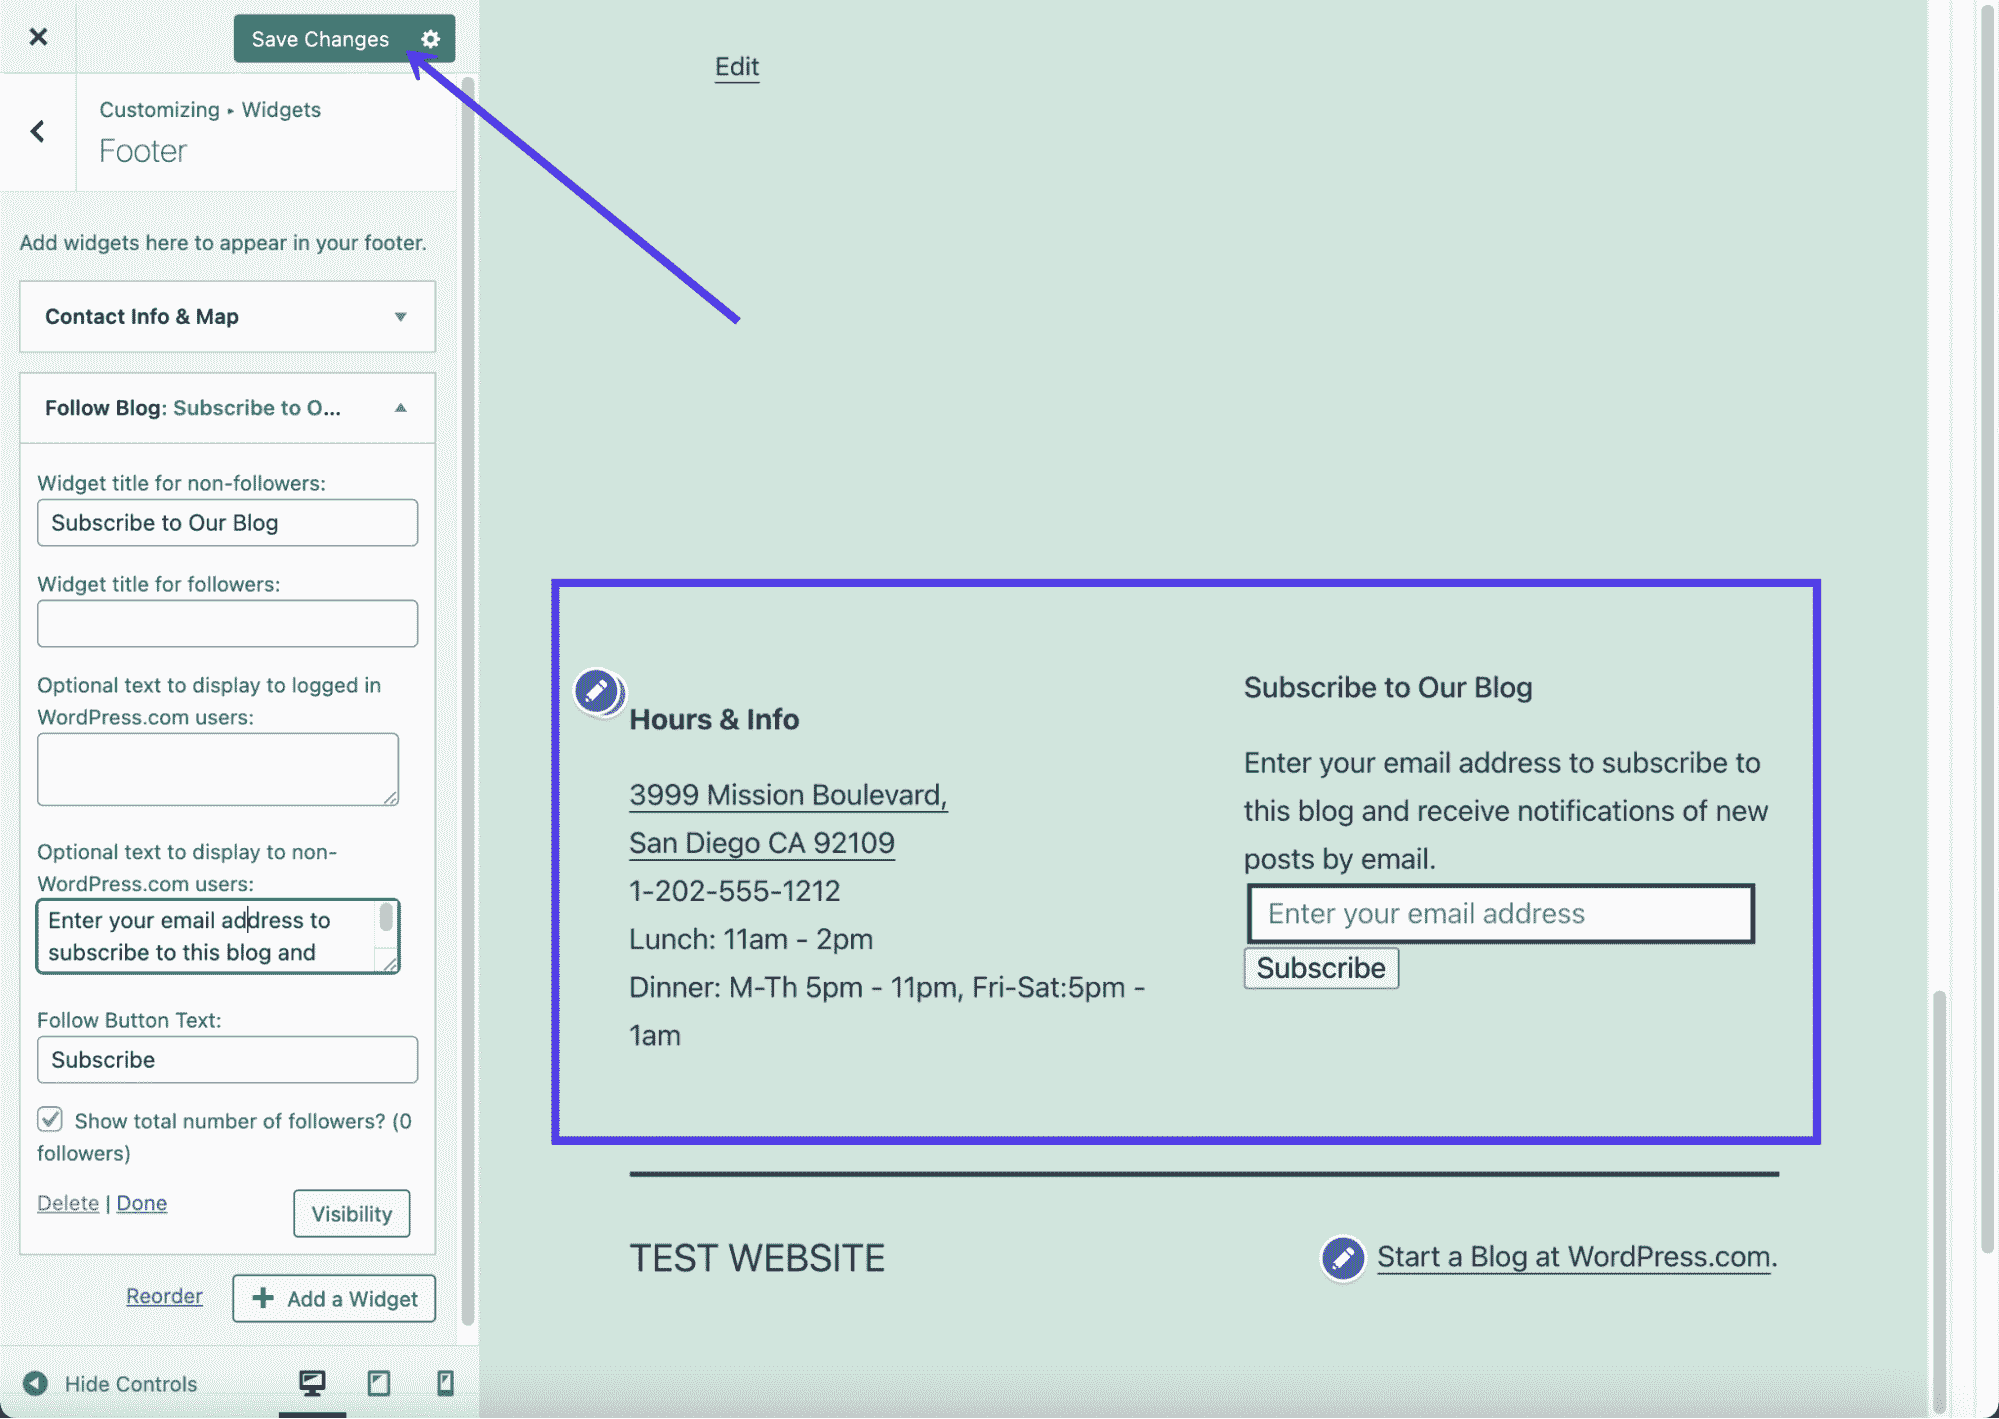 Save Changes
Customizing ▸ Widgets
Footer
Add widgets here to appear in your footer.
Contact Info & Map
Follow Blog: Subscribe to O...
Widget title for non-followers:
Subscribe to Our Blog
Widget title for followers:
Optional text to display to logged in
WordPress.com users:
Optional text to display to non-
WordPress.com users:
Enter your email address to
subscribe to this blog and
Follow Button Text:
Subscribe
Show total number of followers? (0
followers)
Delete | Done
Visibility
Reorder
Add a Widget
Hide Controls
Edit
Hours & Info
3999 Mission Boulevard,
San Diego CA 92109
1-202-555-1212
Lunch: 11am - 2pm
Dinner: M-Th 5pm - 11pm, Fri-Sat:5pm -
1am
Subscribe to Our Blog
Enter your email address to subscribe to
this blog and receive notifications of new
posts by email.
Enter your email address
Subscribe
TEST WEBSITE
Start a Blog at WordPress.com.